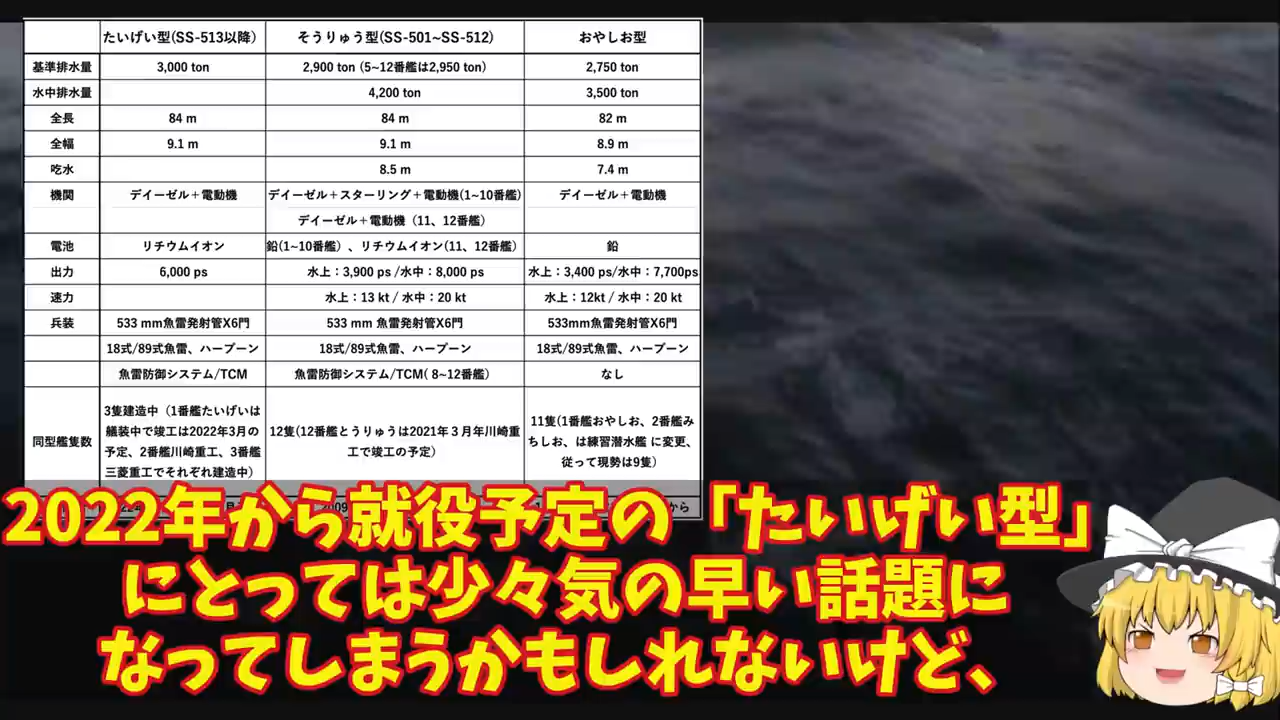 たいげい型(SS-513以降) そうりゅう型(SS-501~SS-512) おやしお型
基準排水量 3,000 ton 2,900 ton (5~12番艦は2,950 ton) 2,750 ton
水中排水量 4,200 ton 3,500 ton
全長 84 m 84 m 82 m
全幅 9.1 m 9.1 m 8.9 m
吃水 8.5 m 7.4 m
機関 デイーゼル＋電動機 デイーゼル＋スターリング＋電動機(1~10番艦) デイーゼル＋電動機
デイーゼル＋電動機（11、12番艦）
電池 リチウムイオン 鉛(1~10番艦）、リチウムイオン(11、12番艦） 鉛
出力 6,000 ps 水上：3,900 ps /水中：8,000 ps 水上：3,400 ps/水中：7,700ps
速力 水上：13 kt / 水中：20 kt 水上：12kt / 水中：20 kt
兵装 533 mm魚雷発射管X6門 533 mm 魚雷発射管X6門 533mm魚雷発射管X6門
18式/89式魚雷、ハープーン 18式/89式魚雷、ハープーン 18式/89式魚雷、ハープーン
魚雷防御システム/TCM 魚雷防御システム/TCM( 8~12番艦） なし
同型艦隻数 3隻建造中（1番艦たいげいは
艤装中で竣工は2022年3月の
予定、2番艦川崎重工、3番艦
三菱重工でそれぞれ建造中）
12隻(12番艦とうりゅうは2021年３月年川崎重
工で竣工の予定）
11隻(1番艦おやしお、2番艦み
ちしお、は練習潜水艦 に変更、
従って現勢は9隻）
2022年から就役予定の「たいげい型」
にとっては少々気の早い話題に
なってしまうかもしれないけど、